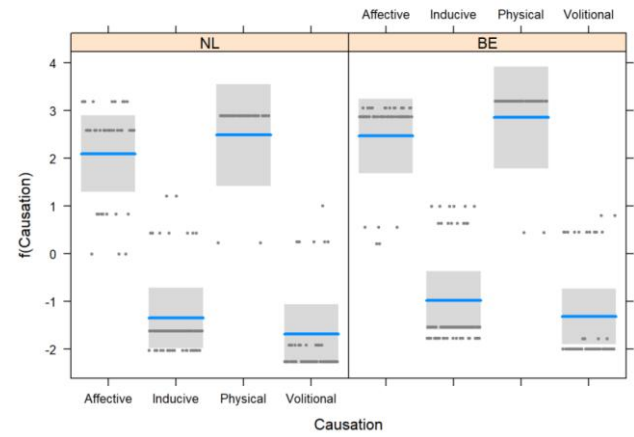 Affective Inducive Physical Volitional
NL BE
4
3
2
1
0
-1
-2
f(Causation)
Affective Inducive Physical Volitional
Causation